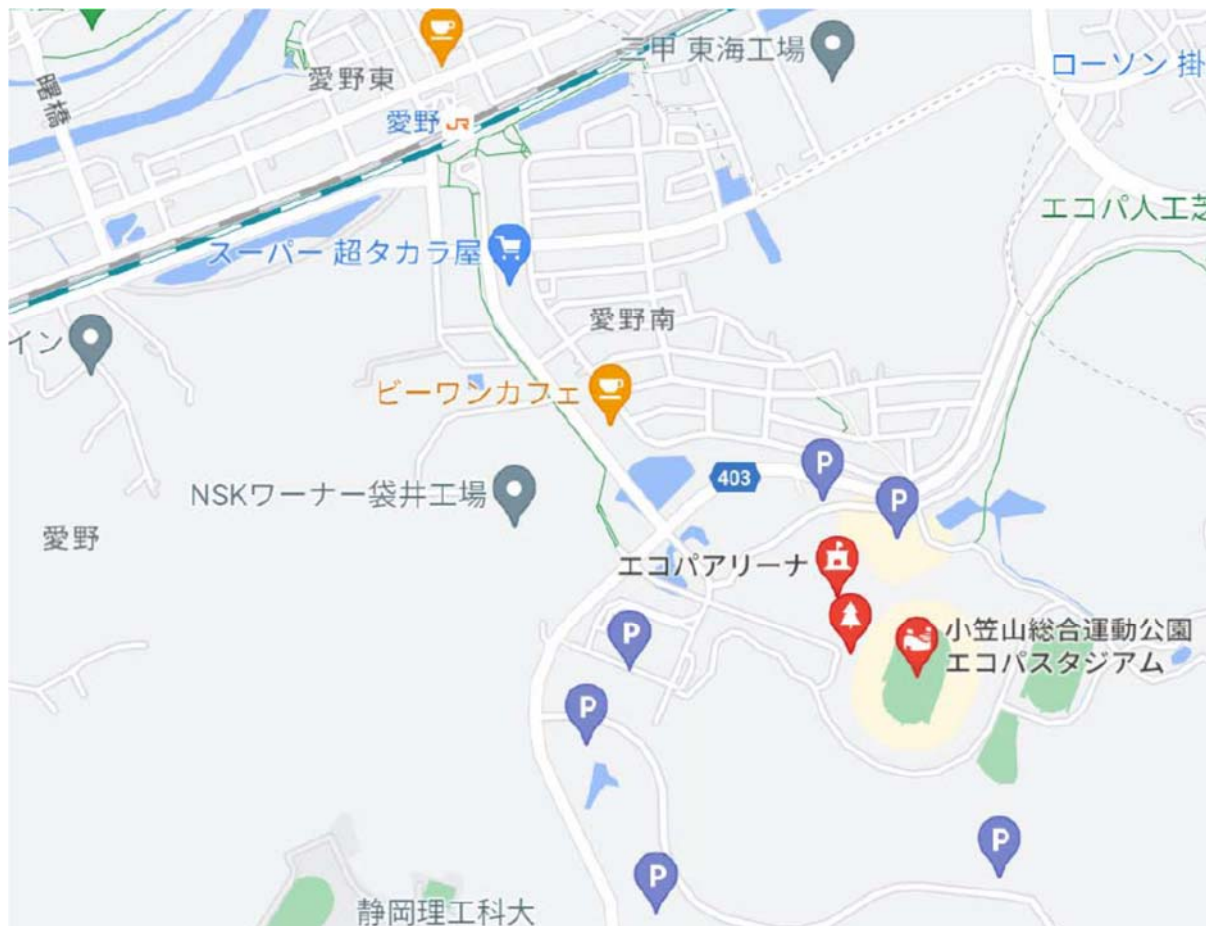 三甲 東海工場
ローソン 掛
愛野東
曙橋
愛野 JR
エコパ人工芝
スーパー 超タカラ屋
愛野南
イン
ビーワンカフェ
403
P
P
NSKワーナー袋井工場
愛野
エコパアリーナ
P
小笠山総合運動公園
エコパスタジアム
P
P
P
静岡理工科大